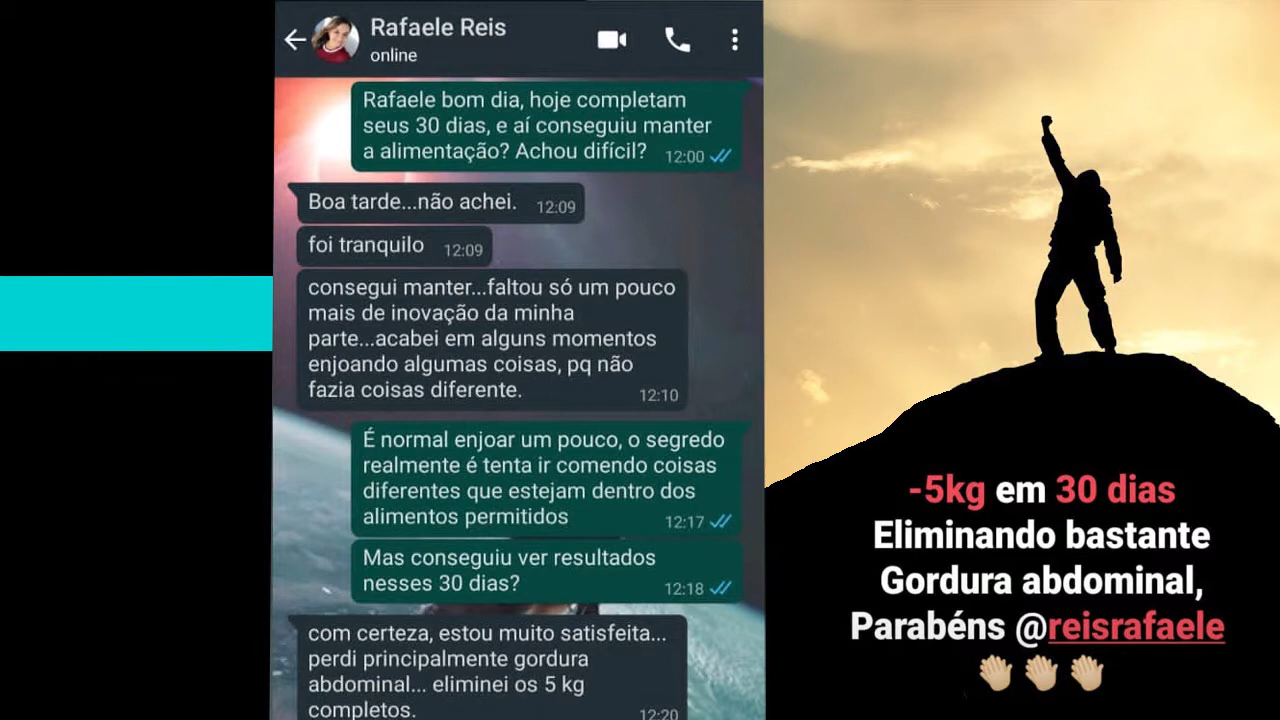 Rafaele Reis
online
Rafaele bom dia, hoje completam
seus 30 dias, e aí conseguiu manter
a alimentação? Achou difícil? 12:00
Boa tarde...não achei. 12:09
foi tranquilo 12:09
consegui manter...faltou só um pouco
mais de inovação da minha
parte...acabei em alguns momentos
enjoando algumas coisas, pq não
fazia coisas diferente. 12:10
É normal enjoar um pouco, o segredo
realmente é tenta ir comendo coisas
diferentes que estejam dentro dos
alimentos permitidos 12:17
Mas conseguiu ver resultados
nesses 30 dias? 12:18
com certeza, estou muito satisfeita...
perdi principalmente gordura
abdominal... eliminei os 5 kg
completos. 12:20
-5kg em 30 dias
Eliminando bastante
Gordura abdominal,
Parabéns @reisrafaele
👏🏼👏🏼👏🏼